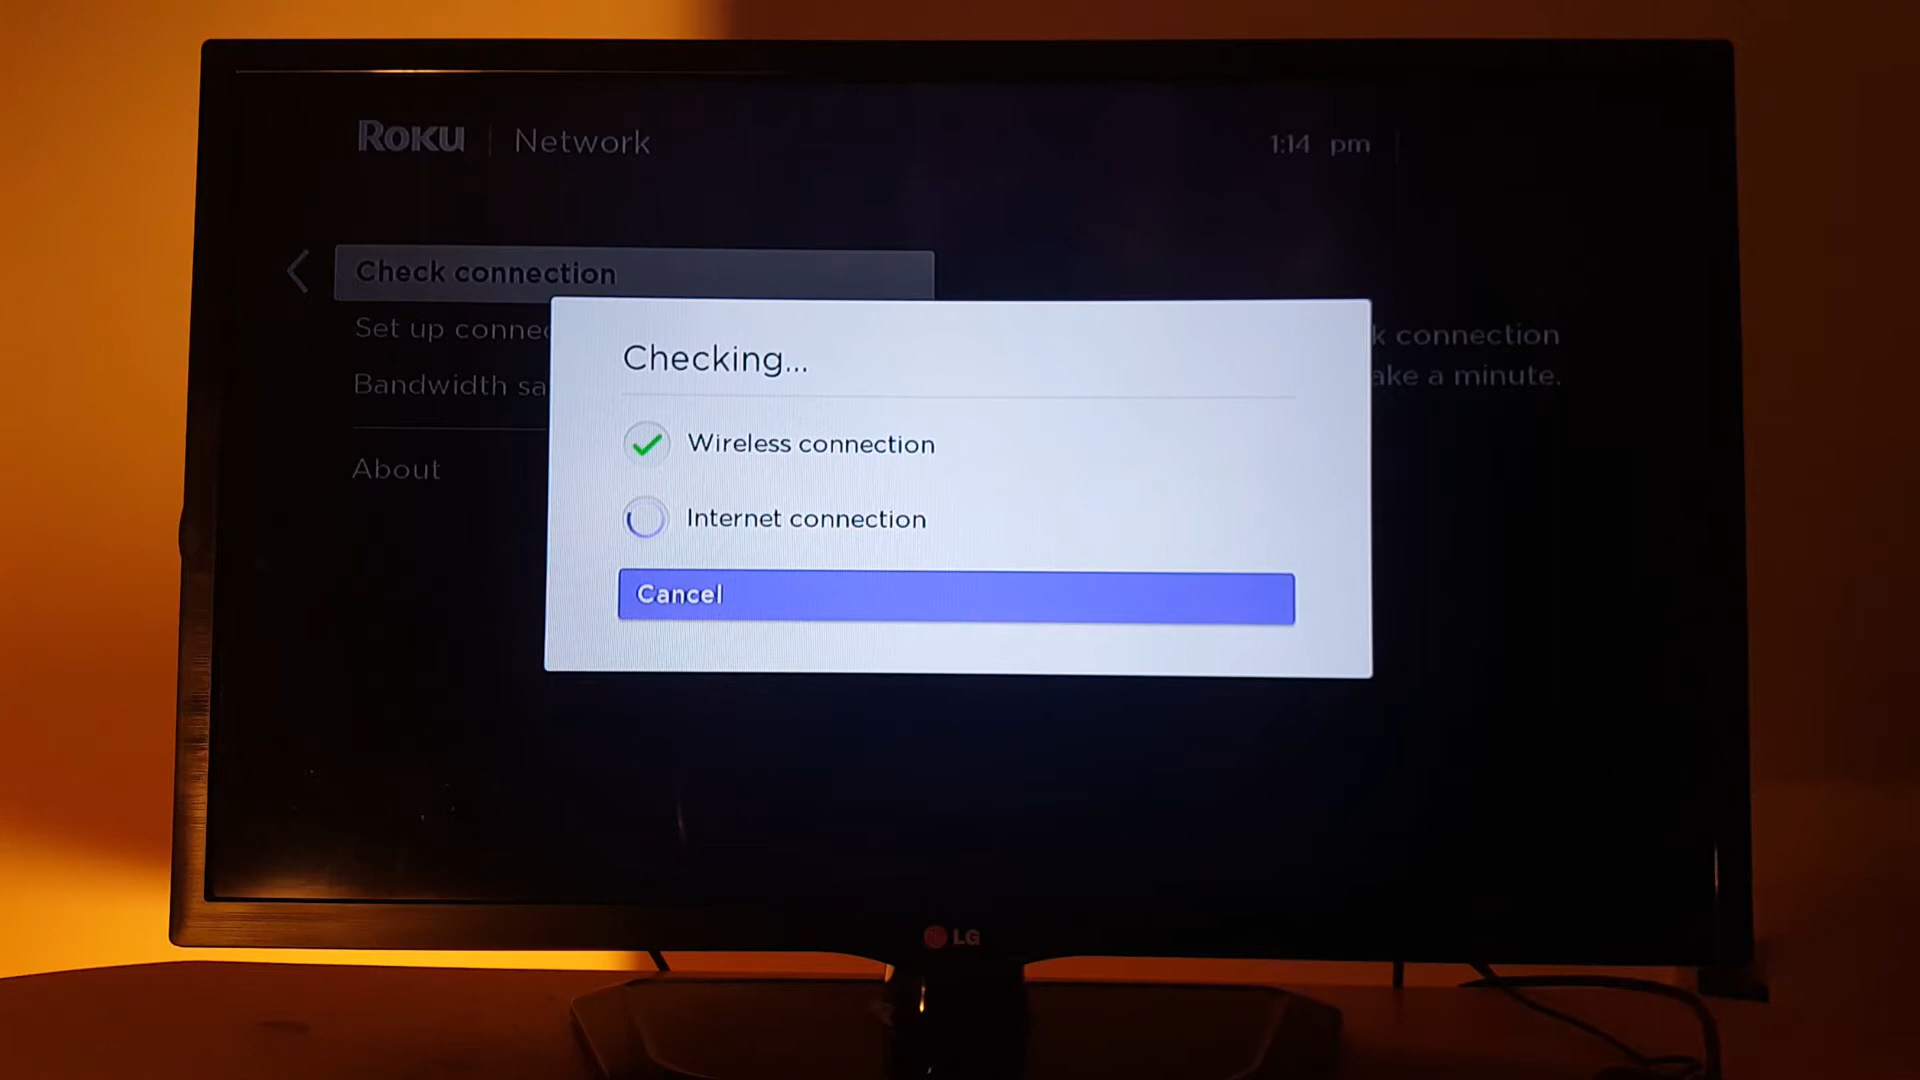 Roku Network
1:14 pm
Check connection
Set up connec
Bandwidth sa
About
k connection
ake a minute.
Checking...
Wireless connection
Internet connection
Cancel
LG